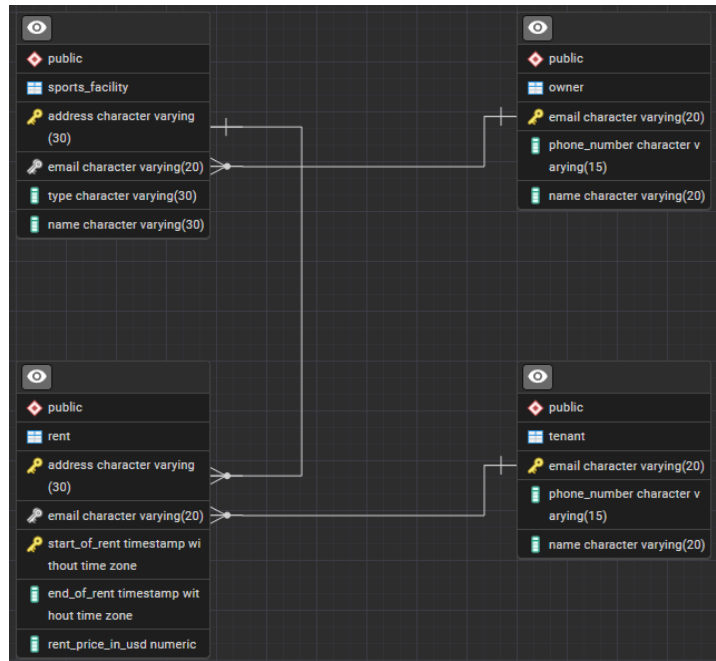 public
sports_facility
address character varying
(30)
email character varying(20)
type character varying(30)
name character varying(30)
public
owner
email character varying(20)
phone_number character v
arying(15)
name character varying(20)
public
rent
address character varying
(30)
email character varying(20)
start_of_rent timestamp wi
thout time zone
end_of_rent timestamp wit
hout time zone
rent_price_in_usd numeric
public
tenant
email character varying(20)
phone_number character v
arying(15)
name character varying(20)